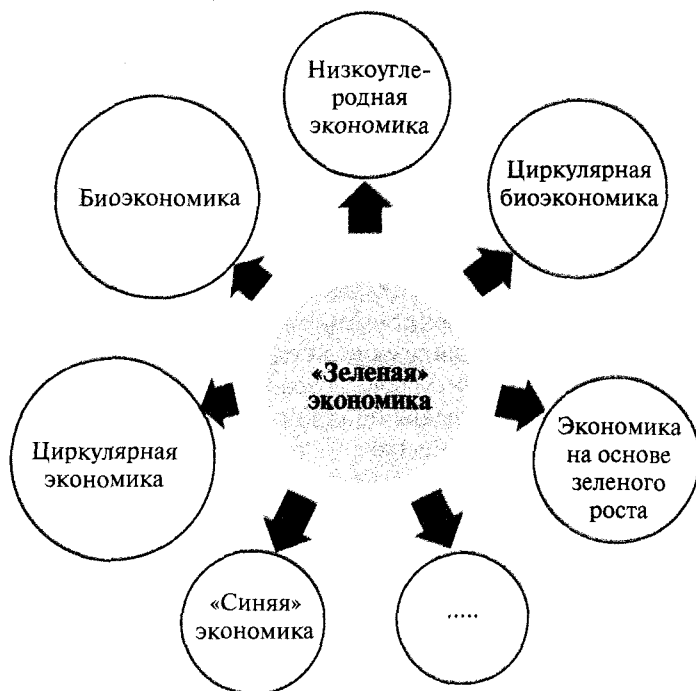 Низкоугле-
родная
экономика
Биоэкономика
Циркулярная
биоэкономика
«Зеленая»
экономика
Циркулярная
экономика
Экономика
на основе
зеленого
роста
«Синяя»
экономика
.....